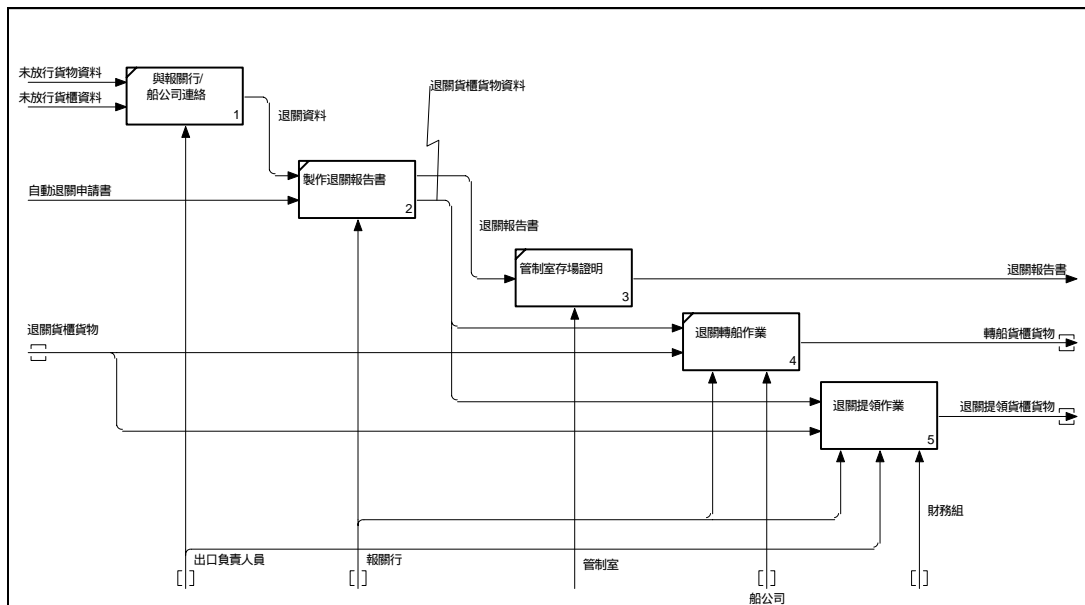 未放行貨物資料
未放行貨櫃資料
與報關行/
船公司連絡
1
退關資料
退關貨櫃貨物資料
自動退關申請書
製作退關報告書
2
退關報告書
管制室存場證明
3
退關報告書
退關貨櫃貨物
退關轉船作業
4
轉船貨櫃貨物
退關提領作業
5
退關提領貨櫃貨物
財務組
出口負責人員
報關行
管制室
船公司